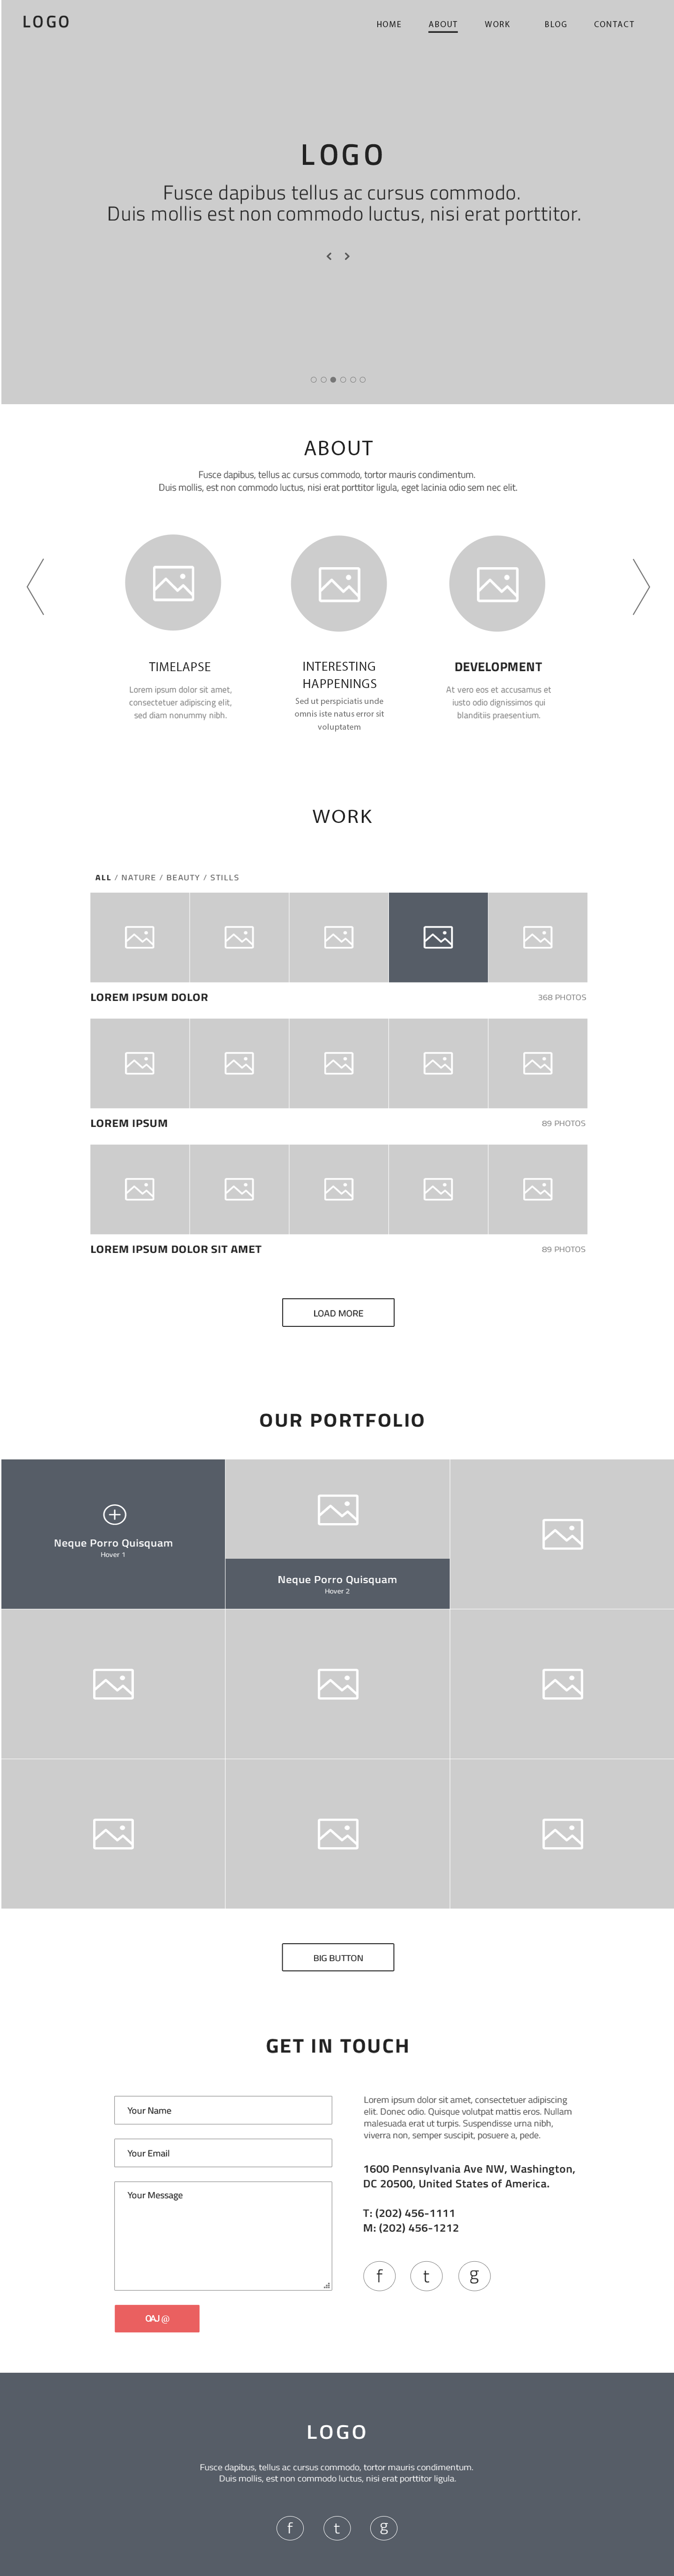 LOGO
HOME ABOUT WORK BLOG CONTACT
LOGO
Fusce dapibus tellus ac cursus commodo.
Duis mollis est non commodo luctus, nisi erat porttitor.
ABOUT
Fusce dapibus, tellus ac cursus commodo, tortor mauris condimentum.
Duis mollis, est non commodo luctus, nisi erat porttitor ligula, eget lacinia odio sem nec elit.
TIMELAPSE
Lorem ipsum dolor sit amet,
consectetuer adipiscing elit,
sed diam nonummy nibh.
INTERESTING
HAPPENINGS
Sed ut perspiciatis unde
omnis iste natus error sit
voluptatem
DEVELOPMENT
At vero eos et accusamus et
iusto odio dignissimos qui
blanditiis praesentium.
WORK
ALL / NATURE / BEAUTY / STILLS
LOREM IPSUM DOLOR 368 PHOTOS
LOREM IPSUM 89 PHOTOS
LOREM IPSUM DOLOR SIT AMET 89 PHOTOS
LOAD MORE
OUR PORTFOLIO
Neque Porro Quisquam
Hover 1
Neque Porro Quisquam
Hover 2
BIG BUTTON
GET IN TOUCH
Your Name
Your Email
Your Message
OAJ @
Lorem ipsum dolor sit amet, consectetuer adipiscing
elit. Donec odio. Quisque volutpat mattis eros. Nullam
malesuada erat ut turpis. Suspendisse urna nibh,
viverra non, semper suscipit, posuere a, pede.
1600 Pennsylvania Ave NW, Washington,
DC 20500, United States of America.
T: (202) 456-1111
M: (202) 456-1212
f t g
LOGO
Fusce dapibus, tellus ac cursus commodo, tortor mauris condimentum.
Duis mollis, est non commodo luctus, nisi erat porttitor ligula.
f t g